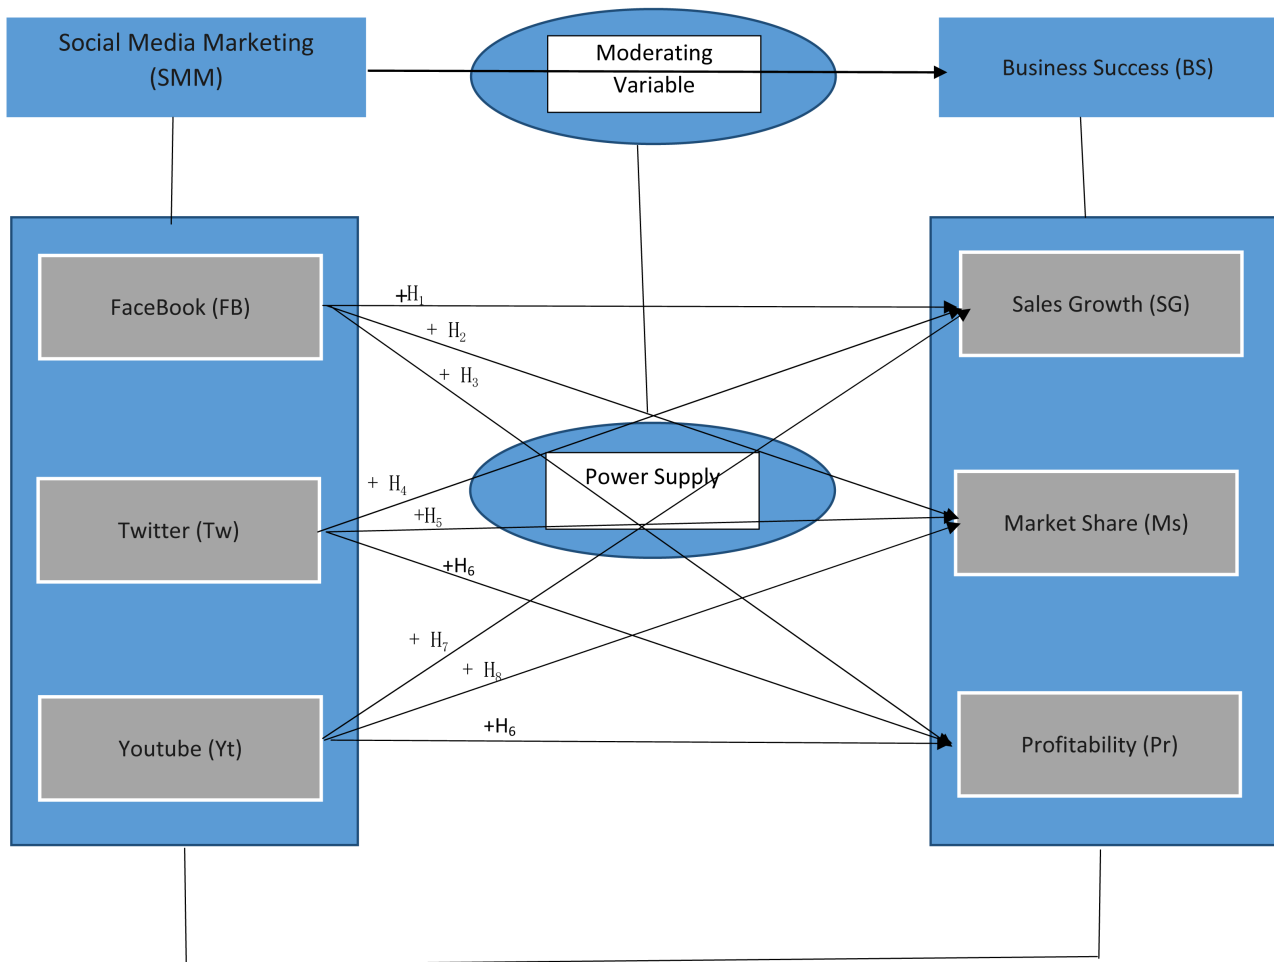 Social Media Marketing
(SMM)
Moderating
Variable
Business Success (BS)
FaceBook (FB)
+H₁
+ H₂
+ H₃
Sales Growth (SG)
Power Supply
Twitter (Tw)
+ H₄
+H₅
+H₆
Market Share (Ms)
Youtube (Yt)
+ H₇
+ H₈
+H₆
Profitability (Pr)